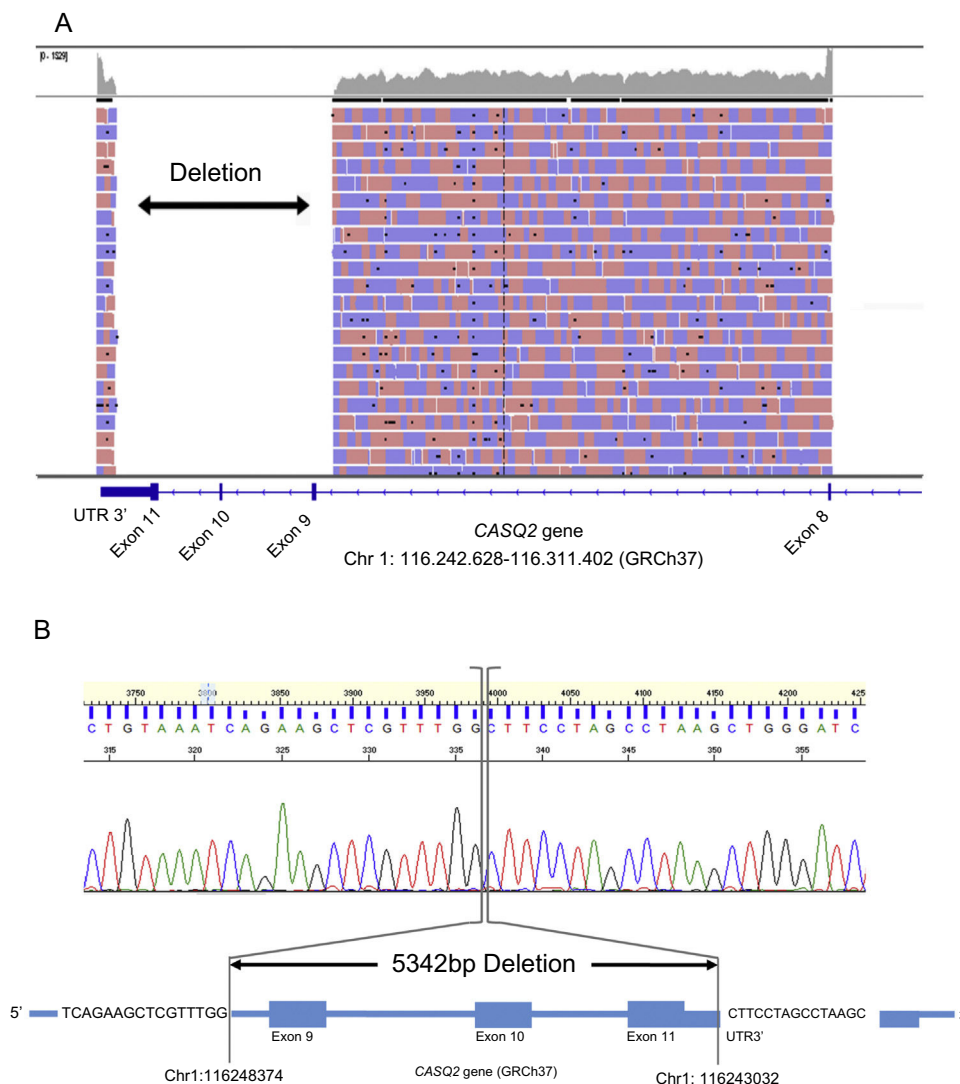 A
[0 - 1529]
Deletion
UTR 3'
Exon 11
Exon 10
Exon 9
Exon 8
CASQ2 gene
Chr 1: 116.242.628-116.311.402 (GRCh37)
B
3750 3800 3850 3900 3950 4000 4050 4100 4150 4200 425
CTGTAAATCAGAAGCTCGTTTGGCTTCCTAGCCTAAGCTGGGATC
315 320 325 330 335 340 345 350 355
5342bp Deletion
5' TCAGAAGCTCGTTTGG CTTCCTAGCCTAAGC
Exon 9 Exon 10 Exon 11 UTR3'
Chr1:116248374 CASQ2 gene (GRCh37) Chr1: 116243032